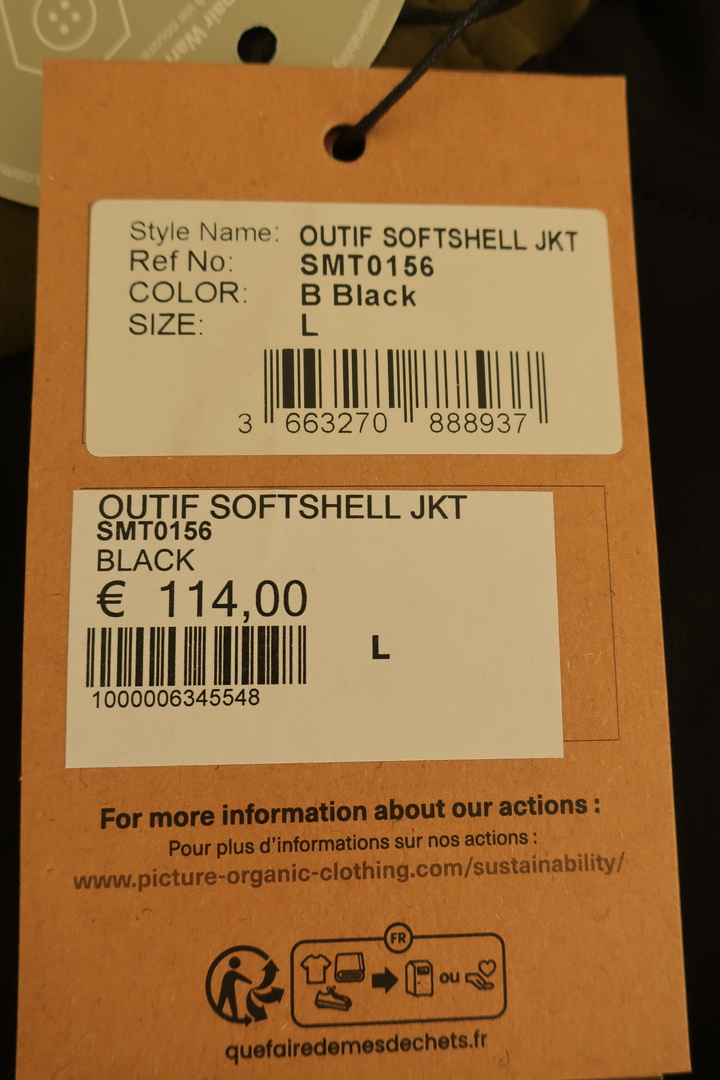 Style Name: OUTIF SOFTSHELL JKT
Ref No: SMT0156
COLOR: B Black
SIZE: L
3 663270 888937
OUTIF SOFTSHELL JKT
SMT0156
BLACK
€ 114,00
L
1000006345548
For more information about our actions :
Pour plus d'informations sur nos actions :
www.picture-organic-clothing.com/sustainability/
FR
ou
quefairedemesdechets.fr